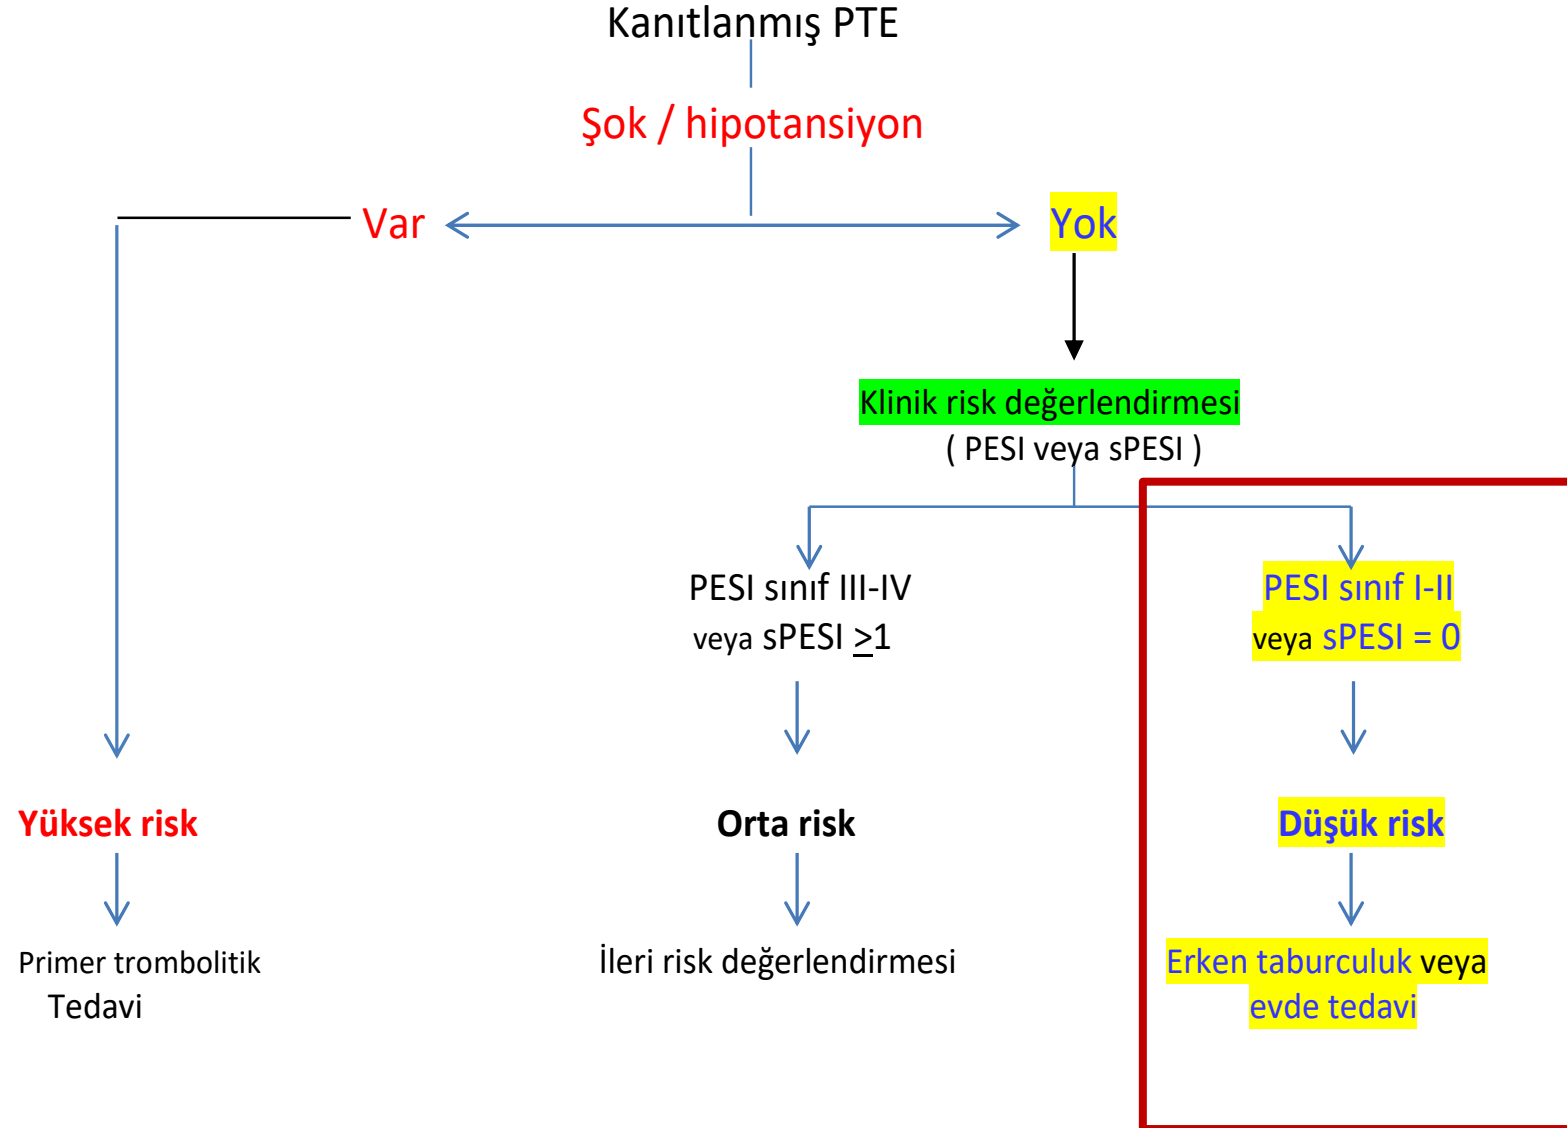 Kanıtlanmış PTE
Şok / hipotansiyon
Var
Yok
Klinik risk değerlendirmesi
( PESI veya sPESI )
PESI sınıf III-IV
veya sPESI ≥1
PESI sınıf I-II
veya sPESI = 0
Yüksek risk
Orta risk
Düşük risk
Primer trombolitik
Tedavi
İleri risk değerlendirmesi
Erken taburculuk veya
evde tedavi